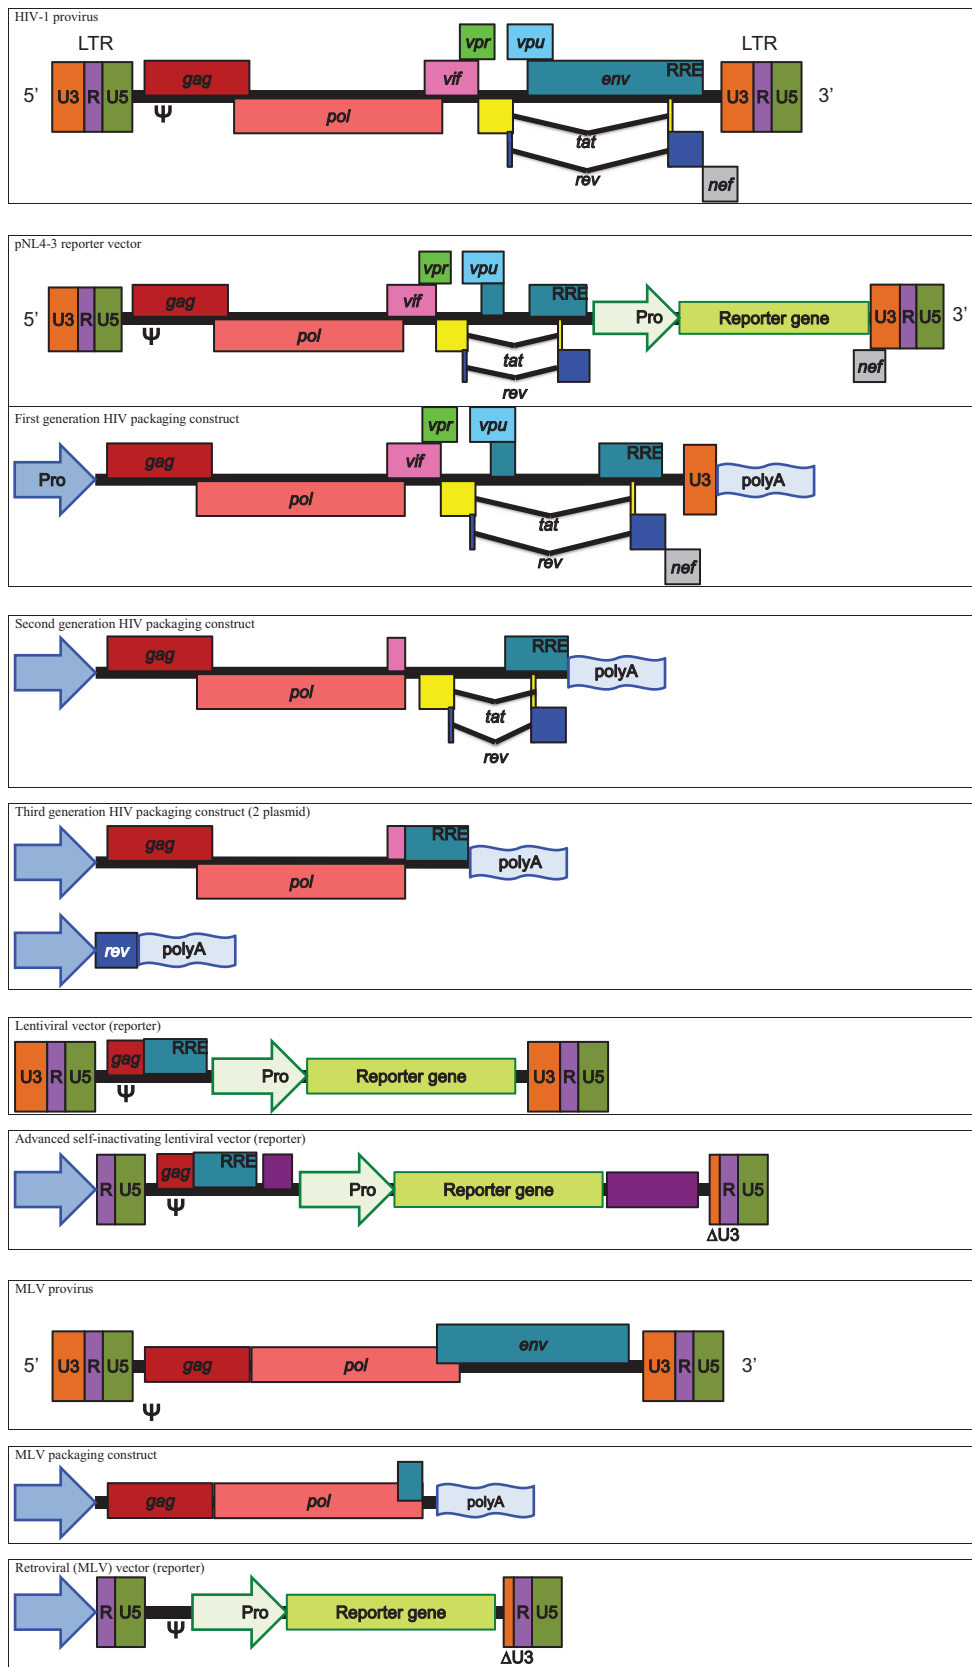 HIV-1 provirus
LTR
vpr
vpu
LTR
5’
U3
R
U5
gag
vif
env
RRE
U3
R
U5
3’
Ψ
pol
tat
rev
nef
pNL4-3 reporter vector
vpr
vpu
5’
U3
R
U5
gag
vif
RRE
Pro
Reporter gene
U3
R
U5
3’
Ψ
pol
tat
rev
nef
First generation HIV packaging construct
vpr
vpu
Pro
gag
vif
RRE
U3
polyA
pol
tat
rev
nef
Second generation HIV packaging construct
gag
RRE
polyA
pol
tat
rev
Third generation HIV packaging construct (2 plasmid)
gag
RRE
polyA
pol
rev
polyA
Lentiviral vector (reporter)
U3
R
U5
gag
RRE
Pro
Reporter gene
U3
R
U5
Ψ
Advanced self-inactivating lentiviral vector (reporter)
R
U5
gag
RRE
Pro
Reporter gene
R
U5
Ψ
ΔU3
MLV provirus
5’
U3
R
U5
gag
pol
env
U3
R
U5
3’
Ψ
MLV packaging construct
gag
pol
polyA
Retroviral (MLV) vector (reporter)
R
U5
Pro
Reporter gene
R
U5
Ψ
ΔU3